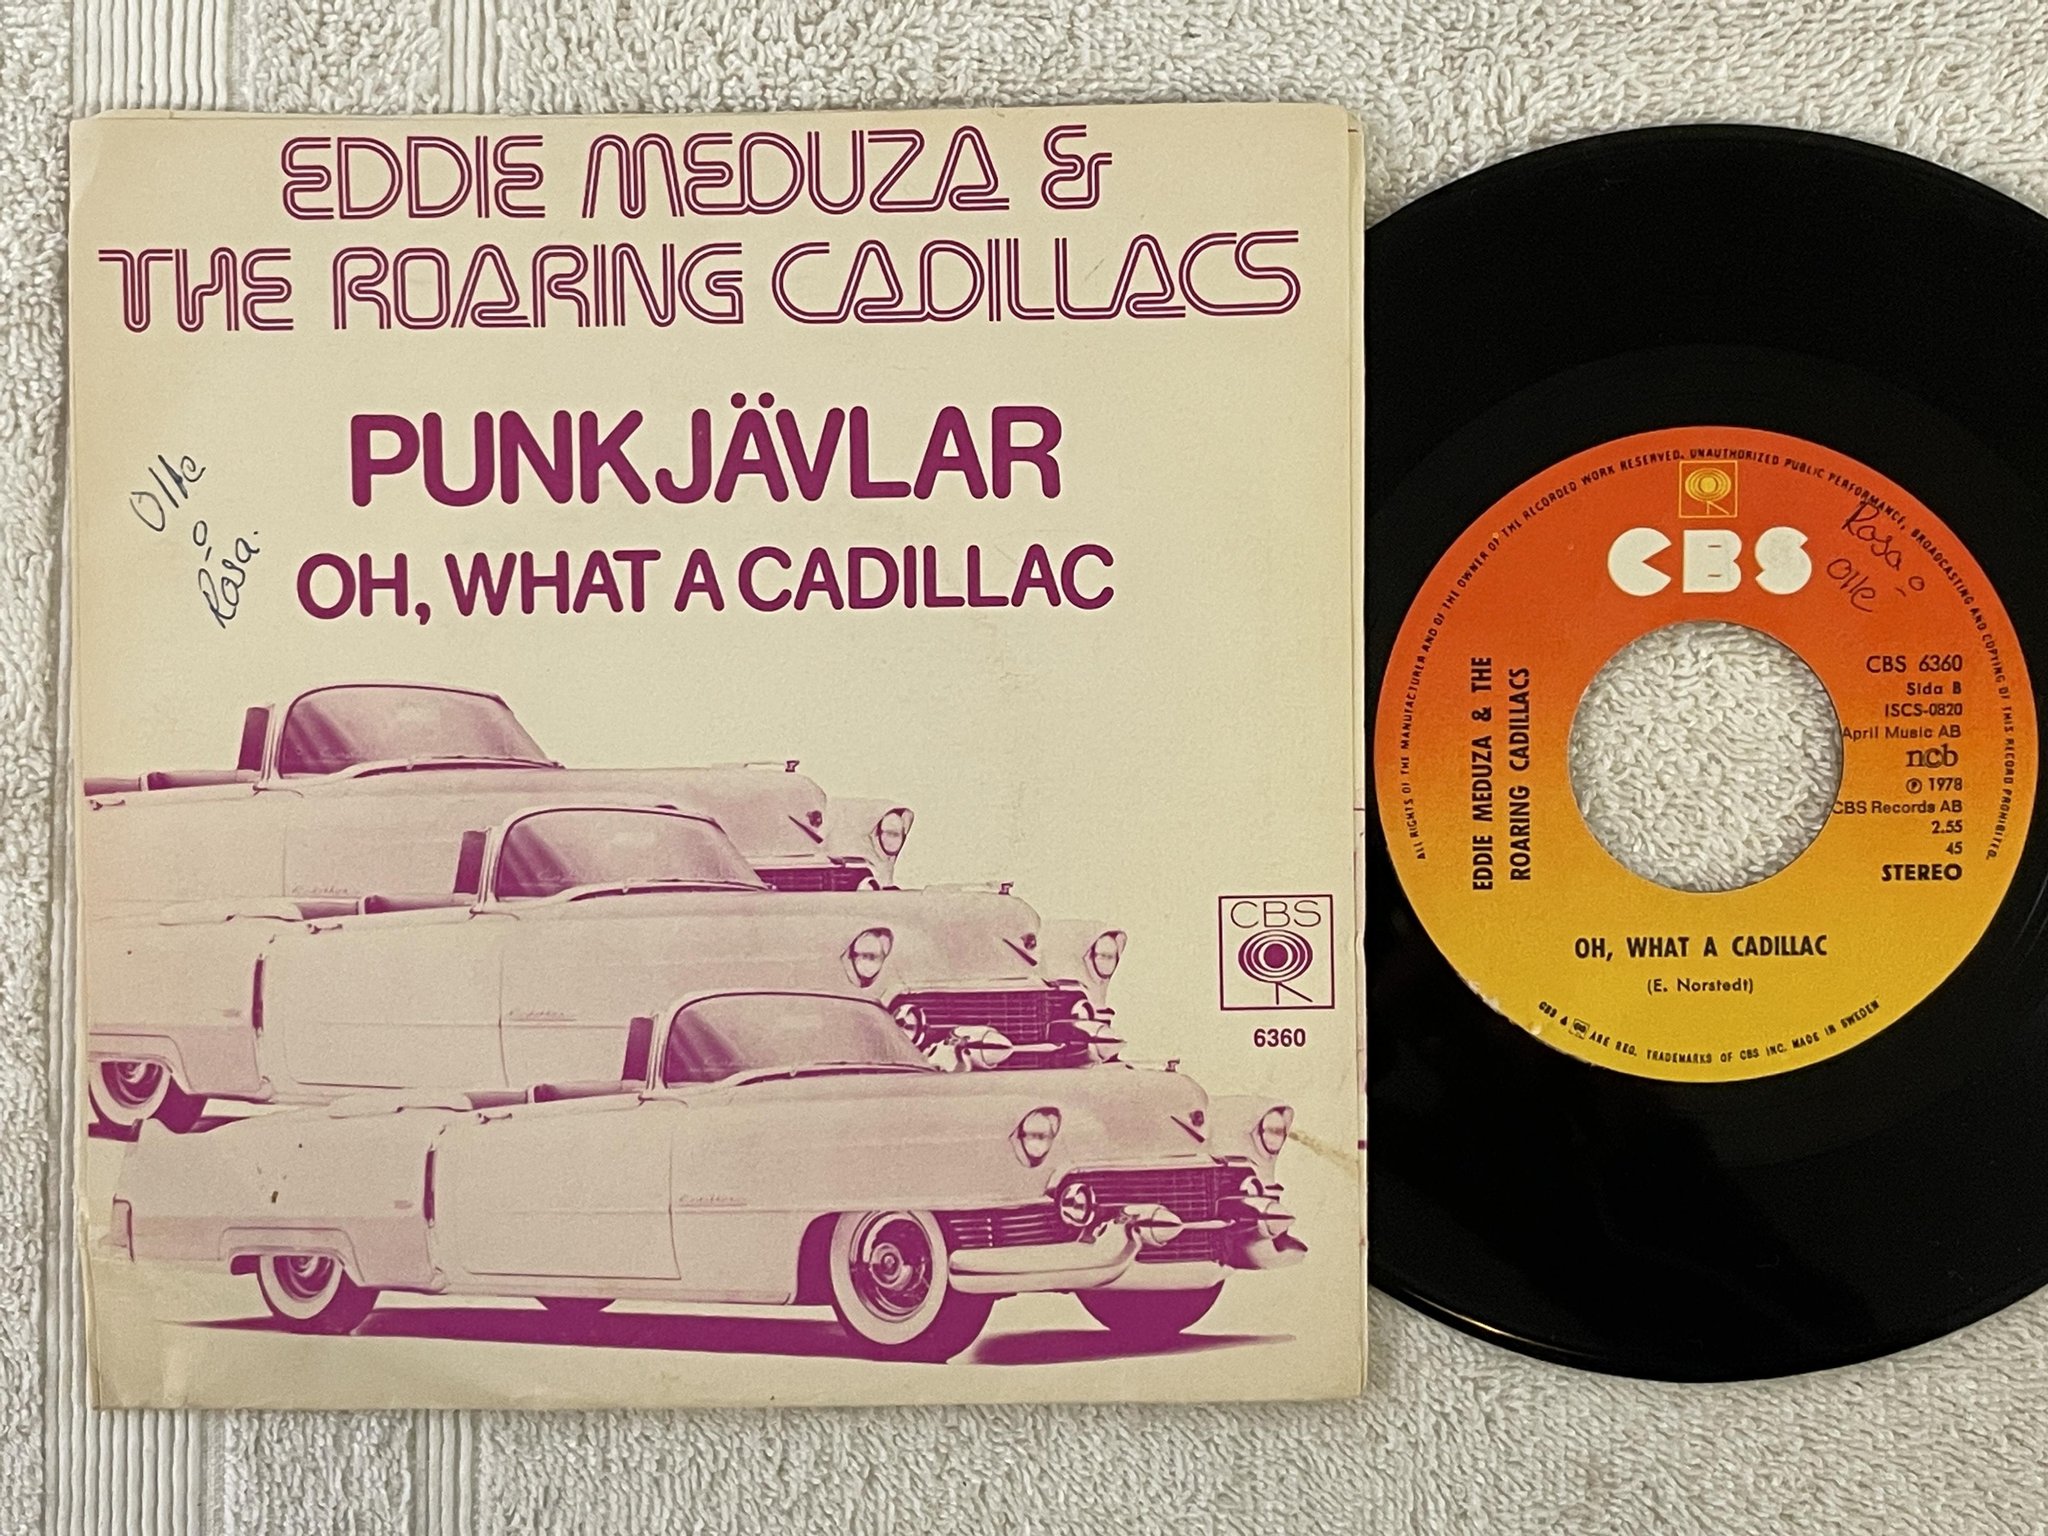 EDDIE MEDUZA &
THE ROARING CADILLACS
PUNKJÄVLAR
OH, WHAT A CADILLAC
Olle
o
Rosa.
CBS
6360
ALL RIGHTS OF THE MANUFACTURER AND OF THE OWNER OF THE RECORDED WORK RESERVED. UNAUTHORIZED PUBLIC PERFORMANCE, BROADCASTING AND COPYING OF THIS RECORD PROHIBITED.
CBS
Rosa
o
Olle
EDDIE MEDUZA & THE
ROARING CADILLACS
CBS 6360
Sida B
ISCS-0820
April Music AB
ncb
℗ 1978
CBS Records AB
2.55
45
STEREO
OH, WHAT A CADILLAC
(E. Norstedt)
CBS & ARE REG. TRADEMARKS OF CBS INC. MADE IN SWEDEN